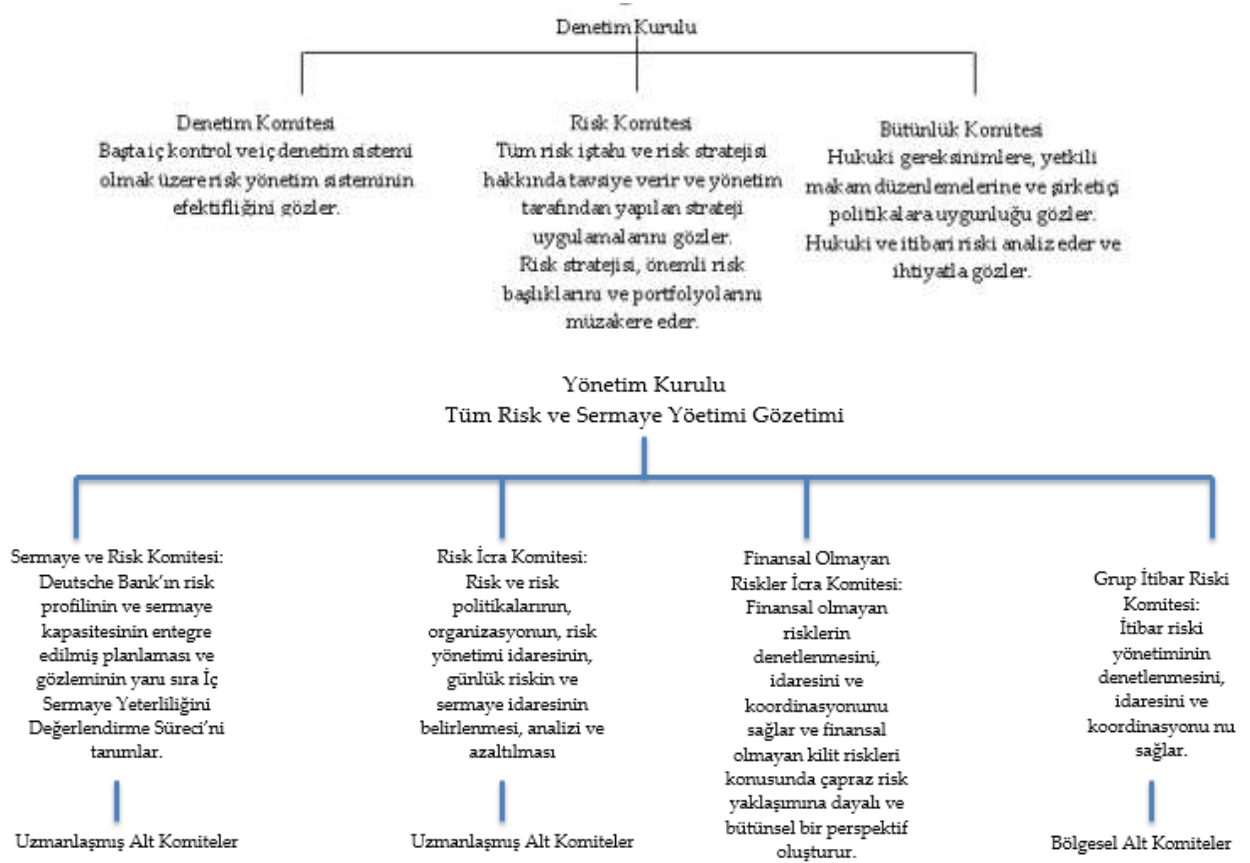 Denetim Kurulu
Denetim Komitesi
Başta iç kontrol ve iç denetim sistemi
olmak üzere risk yönetim sisteminin
efektifliğini gözler.
Risk Komitesi
Tüm risk iştahı ve risk stratejisi
hakkında tavsiye verir ve yönetim
tarafından yapılan strateji
uygulamalarını gözler.
Risk stratejisi, önemli risk
başlıklarını ve portfolyolarını
müzakere eder.
Bütünlük Komitesi
Hukuki gereksinimlere, yetkili
makam düzenlemelerine ve şirketiçi
politikalara uygunluğu gözler.
Hukuki ve itibari riski analiz eder ve
ihtiyatla gözler.
Yönetim Kurulu
Tüm Risk ve Sermaye Yöetimi Gözetimi
Sermaye ve Risk Komitesi:
Deutsche Bank'ın risk
profilinin ve sermaye
kapasitesinin entegre
edilmiş planlaması ve
gözleminin yanı sıra İç
Sermaye Yeterliliğini
Değerlendirme Süreci'ni
tanımlar.
Uzmanlaşmış Alt Komiteler
Risk İcra Komitesi:
Risk ve risk
politikalarının,
organizasyonun, risk
yönetimi idaresinin,
günlük riskin ve
sermaye idaresinin
belirlenmesi, analizi ve
azaltılması
Uzmanlaşmış Alt Komiteler
Finansal Olmayan
Riskler İcra Komitesi:
Finansal olmayan
risklerin
denetlenmesini,
idaresini ve
koordinasyonunu
sağlar ve finansal
olmayan kilit riskleri
konusunda çapraz risk
yaklaşımına dayalı ve
bütünsel bir perspektif
oluşturur.
Grup İtibar Riski
Komitesi:
İtibar riski
yönetiminin
denetlenmesini,
idaresini ve
koordinasyonu nu
sağlar.
Bölgesel Alt Komiteler